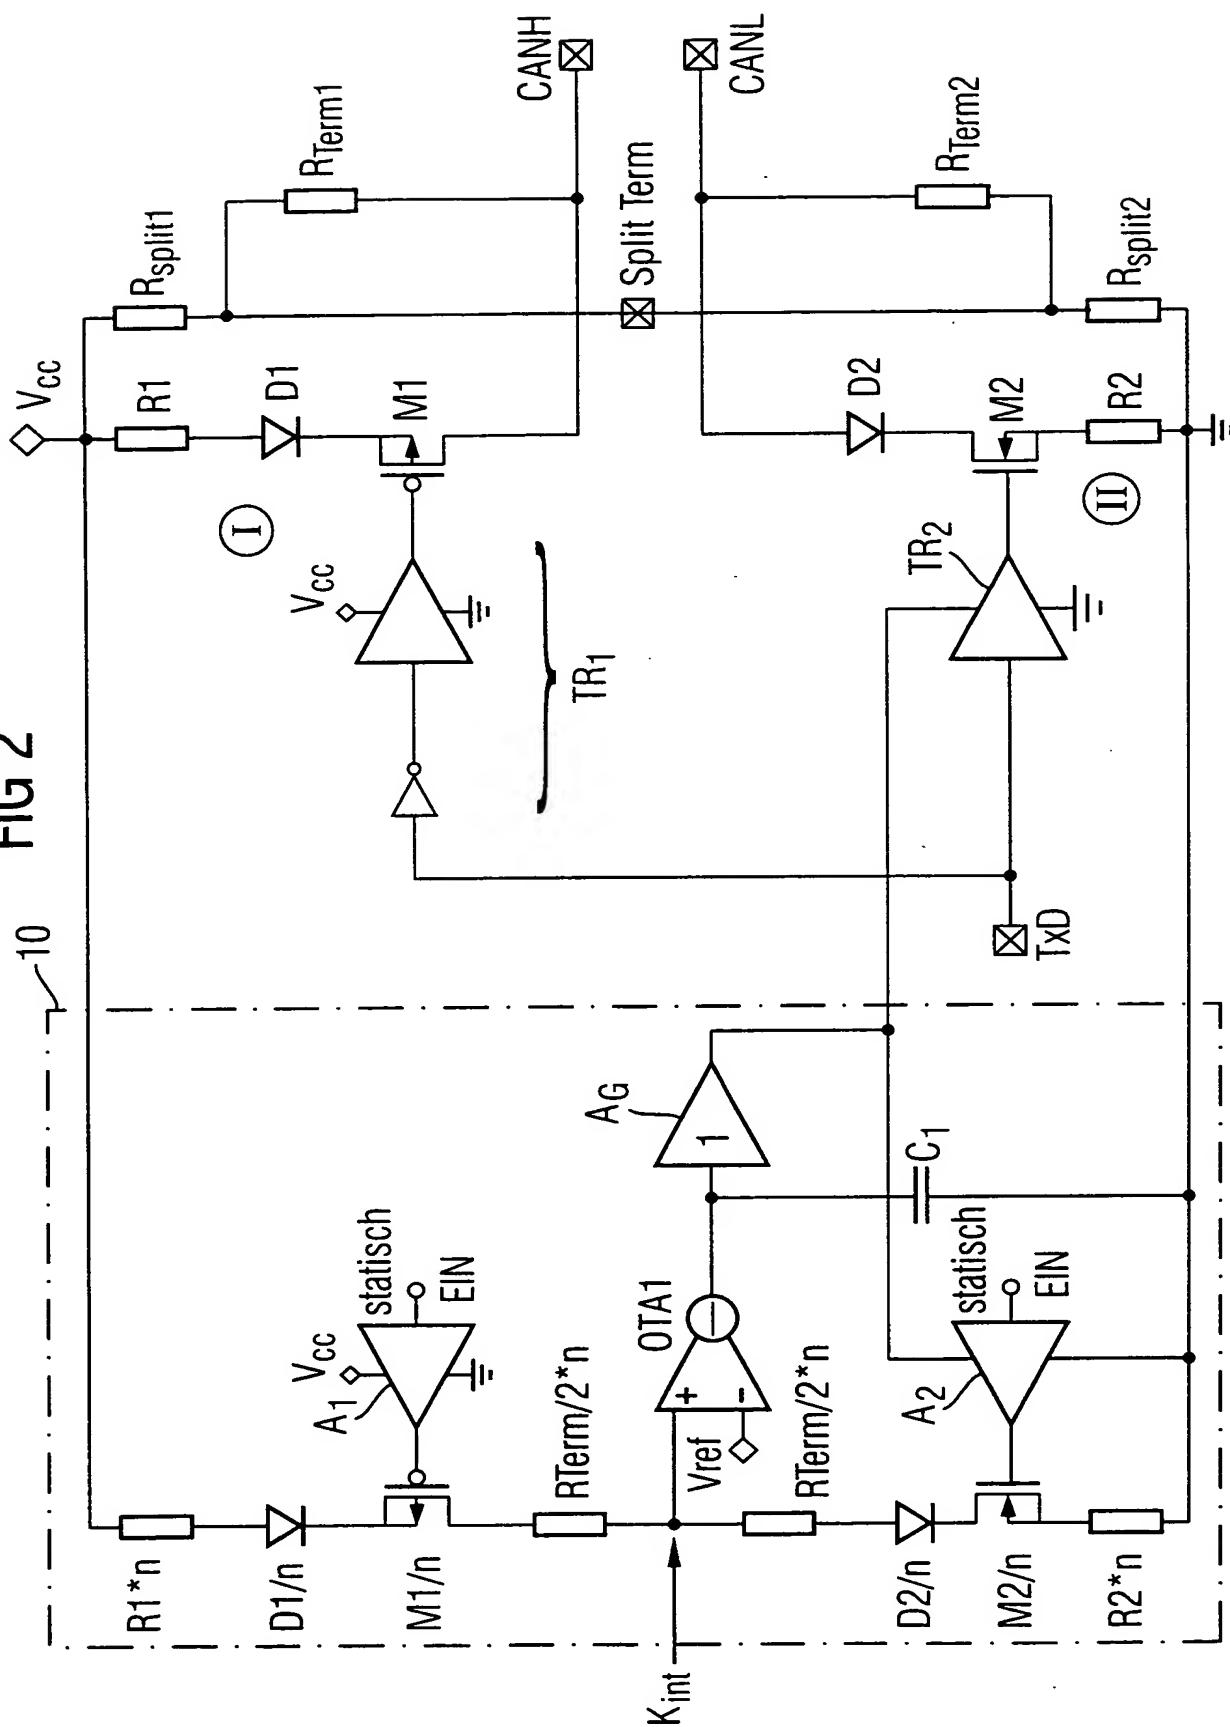 FIG 2
10
Vcc
R1*n
D1/n
M1/n
A1
Vcc
statisch
EIN
RTerm/2*n
Kint
Vref
+
-
OTA1
AG
1
C1
RTerm/2*n
D2/n
M2/n
R2*n
A2
statisch
EIN
TxD
TR1
Vcc
I
R1
D1
M1
Rsplit1
RTerm1
CANH
Split Term
CANL
RTerm2
Rsplit2
D2
M2
R2
II
TR2